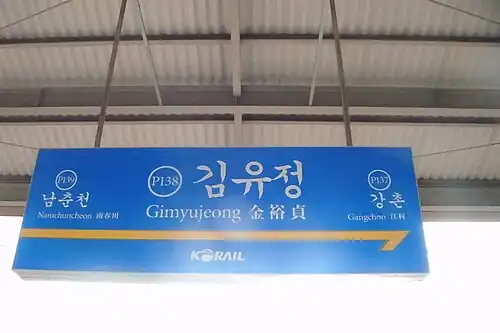 P139
남춘천
Namchuncheon 南春川
P138 김유정
Gimyujeong 金裕貞
P137
강촌
Gangchon 江村
KORAIL